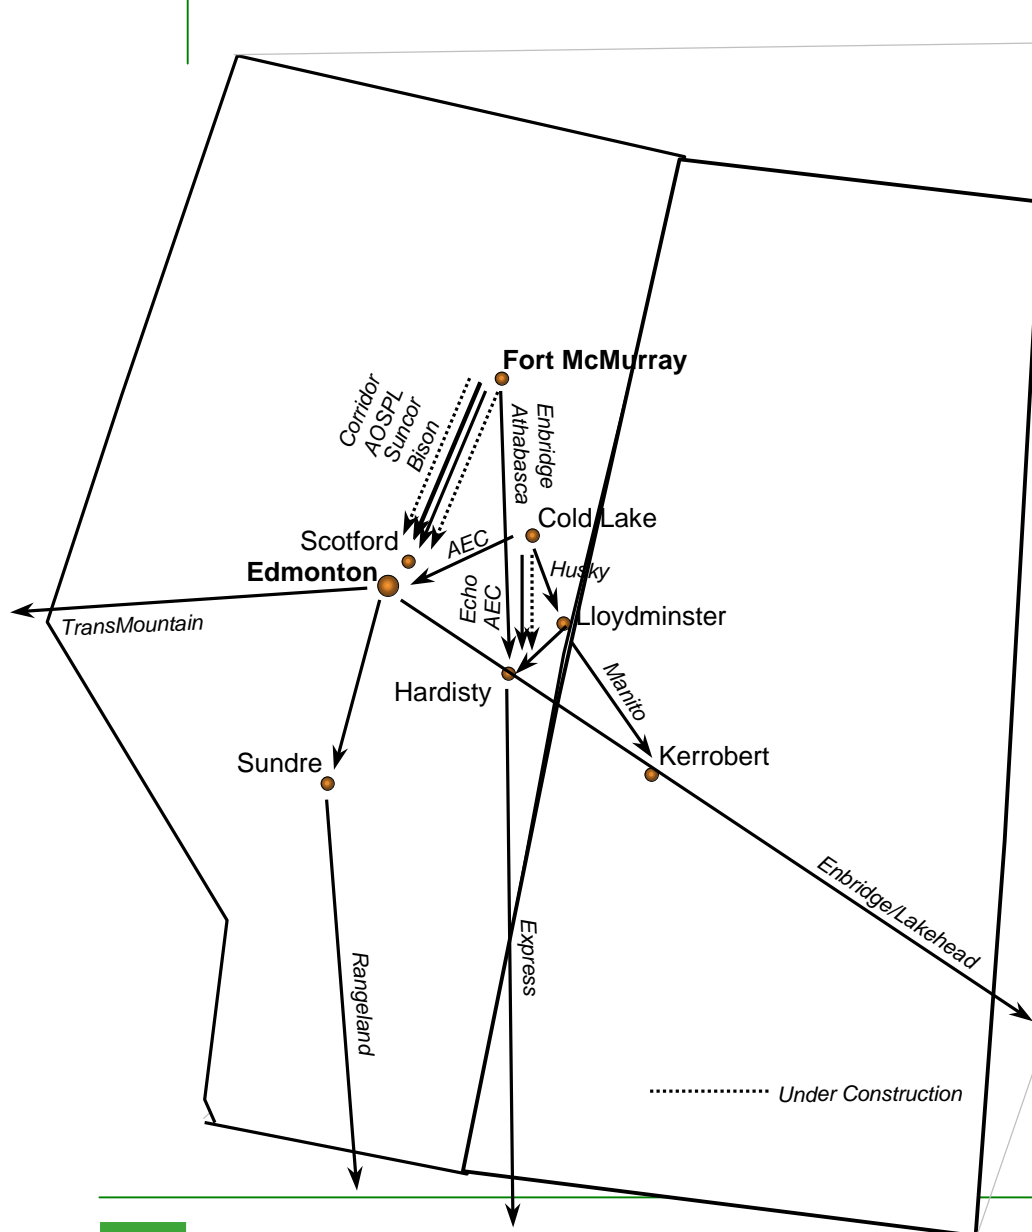 Fort McMurray
Corridor
AOSPL
Suncor
Bison
Enbridge
Athabasca
Cold Lake
Scotford
AEC
Edmonton
Husky
Echo
AEC
TransMountain
Lloydminster
Hardisty
Manito
Sundre
Kerrobert
Enbridge/Lakehead
Express
Rangeland
Under Construction